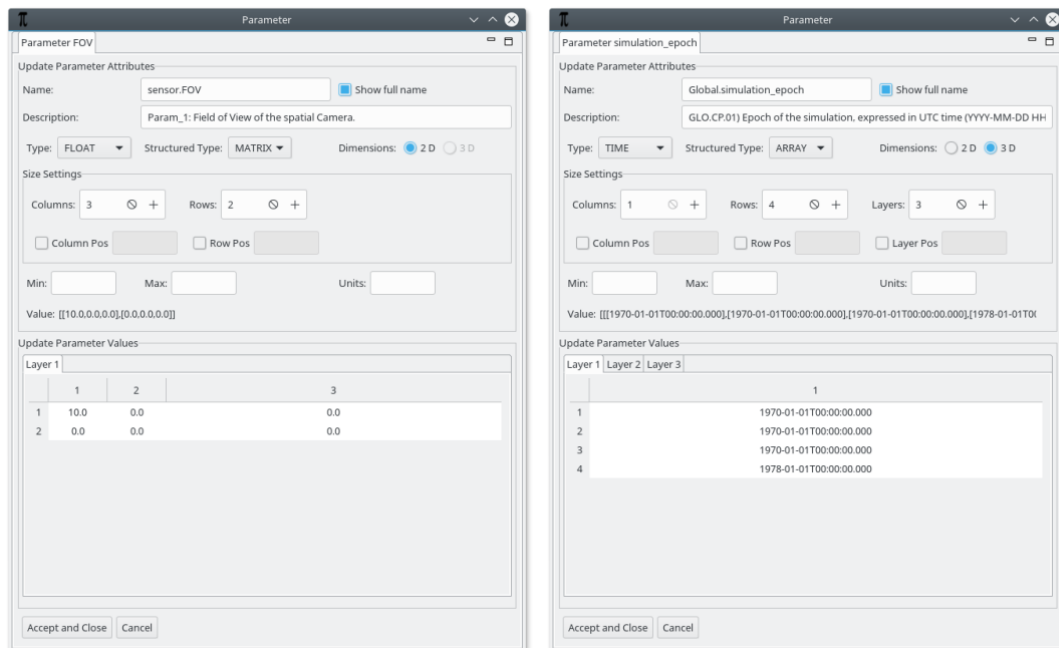 Parameter
Parameter FOV
Update Parameter Attributes
Name: sensor.FOV Show full name
Description: Param_1: Field of View of the spatial Camera.
Type: FLOAT Structured Type: MATRIX Dimensions: 2 D 3 D
Size Settings
Columns: 3 Rows: 2
Column Pos Row Pos
Min: Max: Units:
Value: [[10.0,0.0,0.0],[0.0,0.0,0.0]]
Update Parameter Values
Layer 1
1 2 3
1 10.0 0.0 0.0
2 0.0 0.0 0.0
Accept and Close Cancel
Parameter
Parameter simulation_epoch
Update Parameter Attributes
Name: Global.simulation_epoch Show full name
Description: GLO.CP.01) Epoch of the simulation, expressed in UTC time (YYYY-MM-DD HH
Type: TIME Structured Type: ARRAY Dimensions: 2 D 3 D
Size Settings
Columns: 1 Rows: 4 Layers: 3
Column Pos Row Pos Layer Pos
Min: Max: Units:
Value: [[[1970-01-01T00:00:00.000],[1970-01-01T00:00:00.000],[1970-01-01T00:00:00.000],[1978-01-01T0(
Update Parameter Values
Layer 1 Layer 2 Layer 3
1
1 1970-01-01T00:00:00.000
2 1970-01-01T00:00:00.000
3 1970-01-01T00:00:00.000
4 1978-01-01T00:00:00.000
Accept and Close Cancel